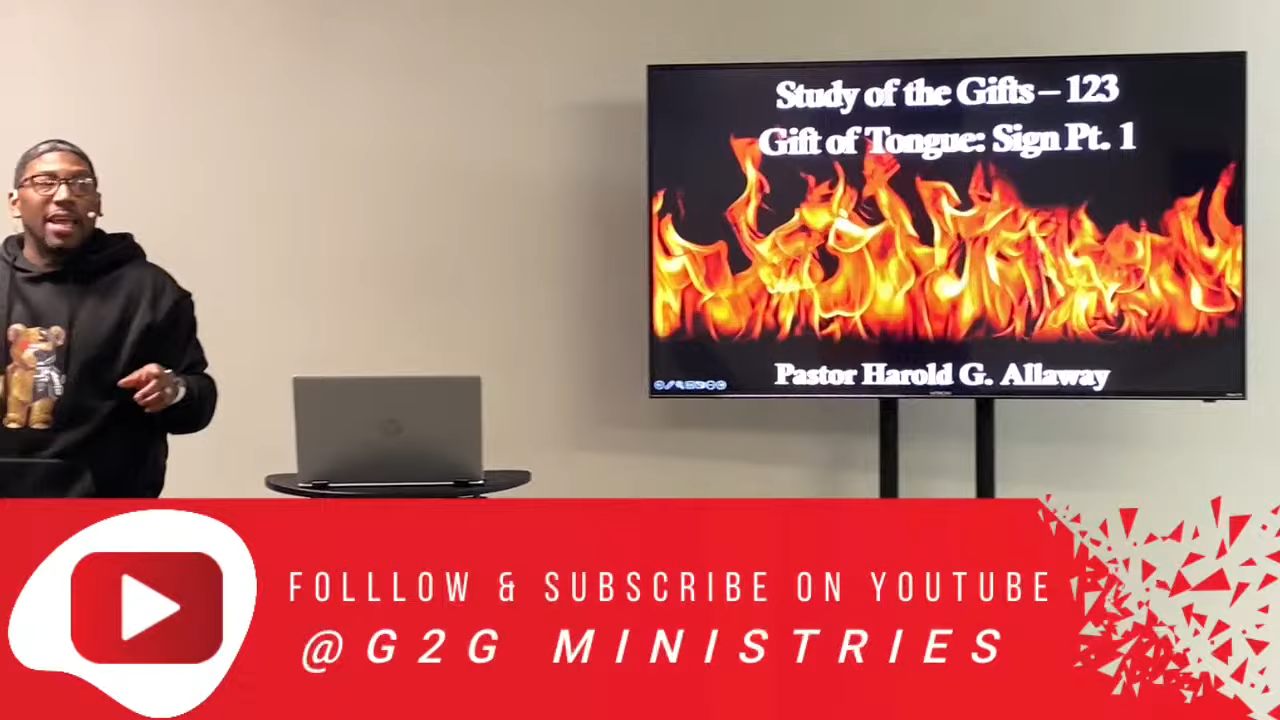 Study of the Gifts – 123
Gift of Tongue: Sign Pt. 1
Pastor Harold G. Allaway
FOLLLOW & SUBSCRIBE ON YOUTUBE
@G2G MINISTRIES